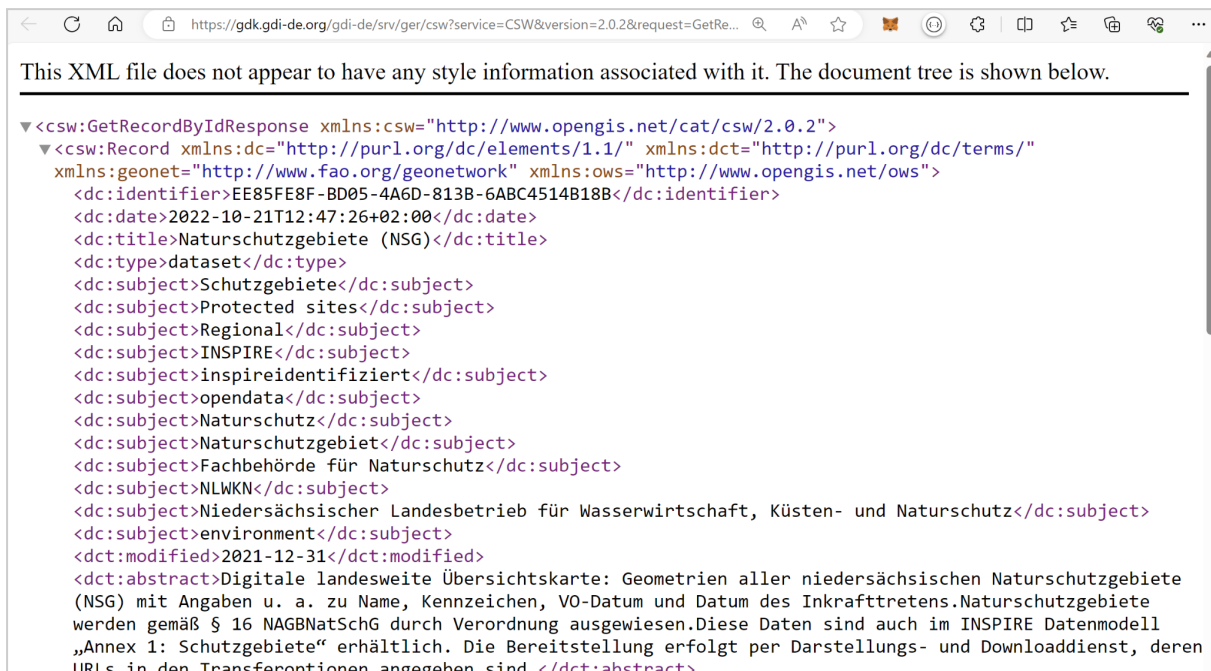 https://gdk.gdi-de.org/gdi-de/srv/ger/csw?service=CSW&version=2.0.2&request=GetRe...
This XML file does not appear to have any style information associated with it. The document tree is shown below.
▼<csw:GetRecordByIdResponse xmlns:csw="http://www.opengis.net/cat/csw/2.0.2">
▼<csw:Record xmlns:dc="http://purl.org/dc/elements/1.1/" xmlns:dct="http://purl.org/dc/terms/"
xmlns:geonet="http://www.fao.org/geonetwork" xmlns:ows="http://www.opengis.net/ows">
<dc:identifier>EE85FE8F-BD05-4A6D-813B-6ABC4514B18B</dc:identifier>
<dc:date>2022-10-21T12:47:26+02:00</dc:date>
<dc:title>Naturschutzgebiete (NSG)</dc:title>
<dc:type>dataset</dc:type>
<dc:subject>Schutzgebiete</dc:subject>
<dc:subject>Protected sites</dc:subject>
<dc:subject>Regional</dc:subject>
<dc:subject>INSPIRE</dc:subject>
<dc:subject>inspireidentifiziert</dc:subject>
<dc:subject>opendata</dc:subject>
<dc:subject>Naturschutz</dc:subject>
<dc:subject>Naturschutzgebiet</dc:subject>
<dc:subject>Fachbehörde für Naturschutz</dc:subject>
<dc:subject>NLWKN</dc:subject>
<dc:subject>Niedersächsischer Landesbetrieb für Wasserwirtschaft, Küsten- und Naturschutz</dc:subject>
<dc:subject>environment</dc:subject>
<dct:modified>2021-12-31</dct:modified>
<dct:abstract>Digitale landesweite Übersichtskarte: Geometrien aller niedersächsischen Naturschutzgebiete
(NSG) mit Angaben u. a. zu Name, Kennzeichen, VO-Datum und Datum des Inkrafttretens.Naturschutzgebiete
werden gemäß § 16 NAGBNatSchG durch Verordnung ausgewiesen.Diese Daten sind auch im INSPIRE Datenmodell
„Annex 1: Schutzgebiete“ erhältlich. Die Bereitstellung erfolgt per Darstellungs- und Downloaddienst, deren
URLs in den Transferoptionen angegeben sind.</dct:abstract>